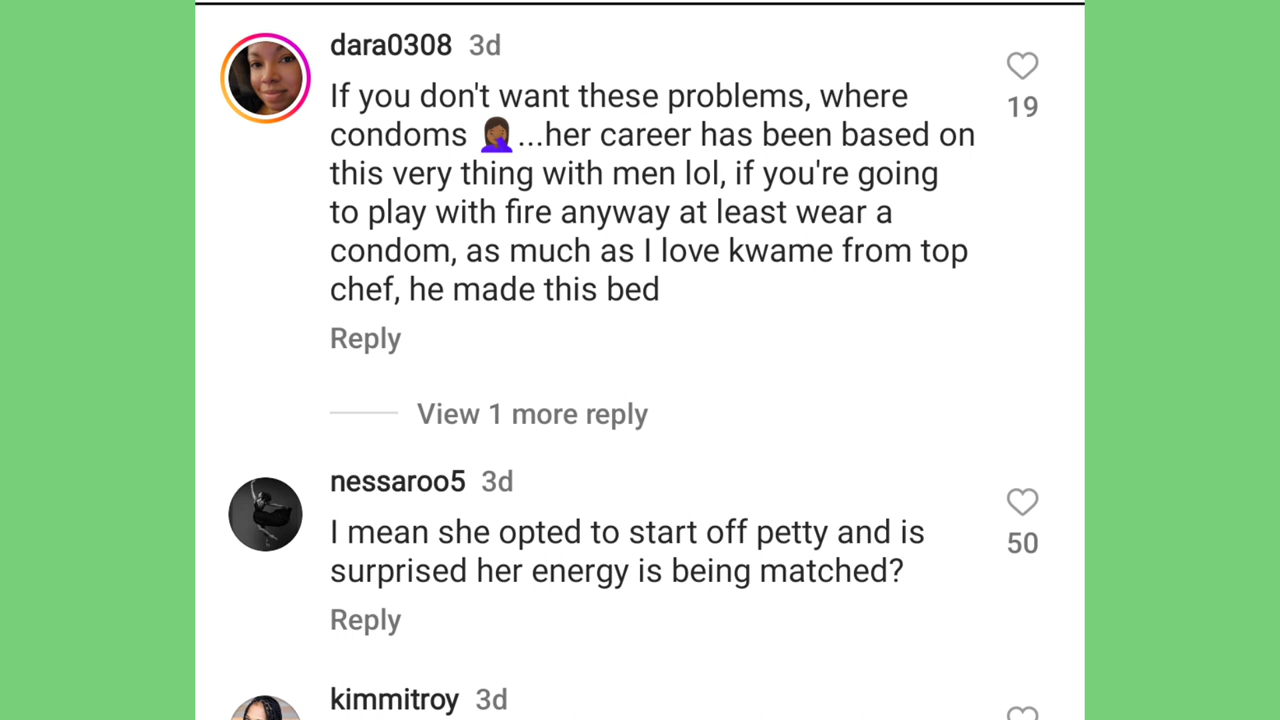 dara0308 3d
If you don't want these problems, where
condoms 🤦🏾‍♀️...her career has been based on
this very thing with men lol, if you're going
to play with fire anyway at least wear a
condom, as much as I love kwame from top
chef, he made this bed
19
Reply
View 1 more reply
nessaroo5 3d
I mean she opted to start off petty and is
surprised her energy is being matched?
50
Reply
kimmitroy 3d